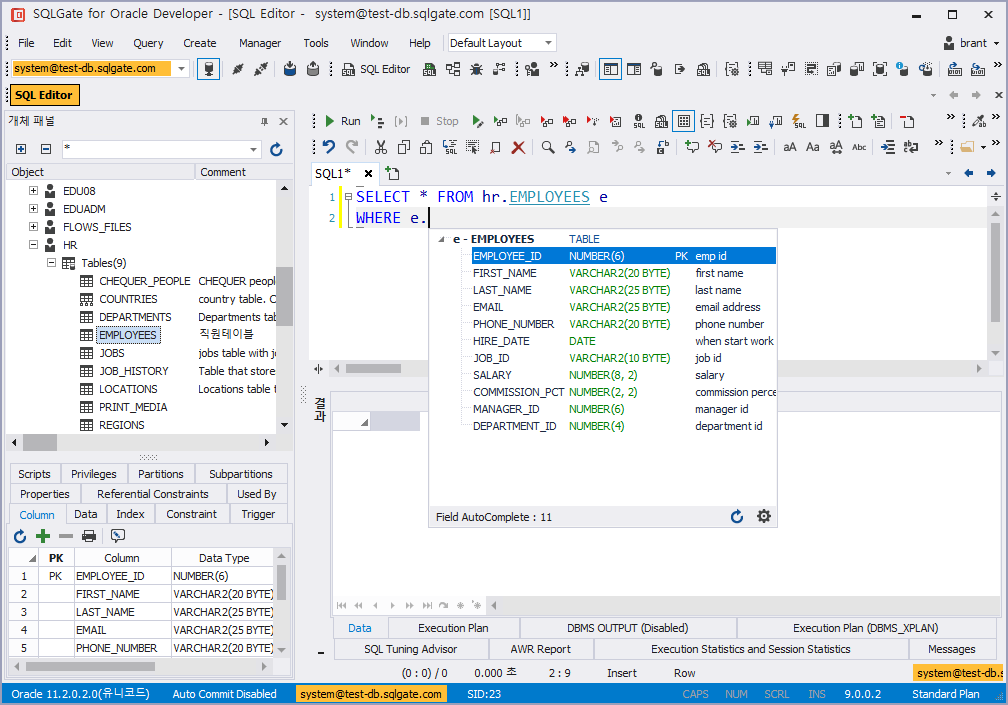 SQLGate for Oracle Developer - [SQL Editor - system@test-db.sqlgate.com [SQL1]]
File Edit View Query Create Manager Tools Window Help Default Layout brant
system@test-db.sqlgate.com SQL Editor
SQL Editor
개체 패널
Run Stop
*
Object Comment
SQL1*
EDU08
EDUADM
FLOWS_FILES
HR
Tables(9)
CHEQUER_PEOPLE CHEQUER peopl
COUNTRIES country table. C
DEPARTMENTS Departments tab
EMPLOYEES 직원테이블
JOBS jobs table with j
JOB_HISTORY Table that store
LOCATIONS Locations table t
PRINT_MEDIA
REGIONS
1 SELECT * FROM hr.EMPLOYEES e
2 WHERE e.
e - EMPLOYEES TABLE
EMPLOYEE_ID NUMBER(6) PK emp id
FIRST_NAME VARCHAR2(20 BYTE) first name
LAST_NAME VARCHAR2(25 BYTE) last name
EMAIL VARCHAR2(25 BYTE) email address
PHONE_NUMBER VARCHAR2(20 BYTE) phone number
HIRE_DATE DATE when start work
JOB_ID VARCHAR2(10 BYTE) job id
SALARY NUMBER(8, 2) salary
COMMISSION_PCT NUMBER(2, 2) commission perce
MANAGER_ID NUMBER(6) manager id
DEPARTMENT_ID NUMBER(4) department id
Field AutoComplete : 11
결과
Scripts Privileges Partitions Subpartitions
Properties Referential Constraints Used By
Column Data Index Constraint Trigger
PK Column Data Type
1 PK EMPLOYEE_ID NUMBER(6)
2 FIRST_NAME VARCHAR2(20 BYTE)
3 LAST_NAME VARCHAR2(25 BYTE)
4 EMAIL VARCHAR2(25 BYTE)
5 PHONE_NUMBER VARCHAR2(20 BYTE)
Data Execution Plan DBMS OUTPUT (Disabled) Execution Plan (DBMS_XPLAN)
SQL Tuning Advisor AWR Report Execution Statistics and Session Statistics Messages
(0 : 0) / 0 0.000 초 2 : 9 Insert Row system@test-db.s
Oracle 11.2.0.2.0(유니코드) Auto Commit Disabled system@test-db.sqlgate.com SID:23 CAPS NUM SCRL INS 9.0.0.2 Standard Plan